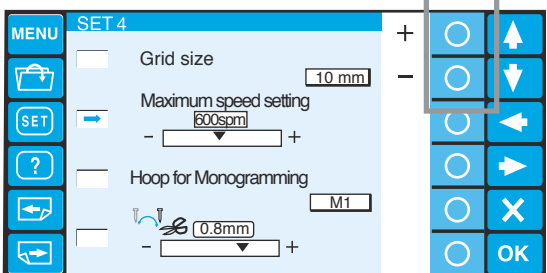 MENU
SET 4
Grid size
10 mm
Maximum speed setting
600spm
- +
Hoop for Monogramming
M1
0.8mm
- +
+
-
SET
?
X
OK